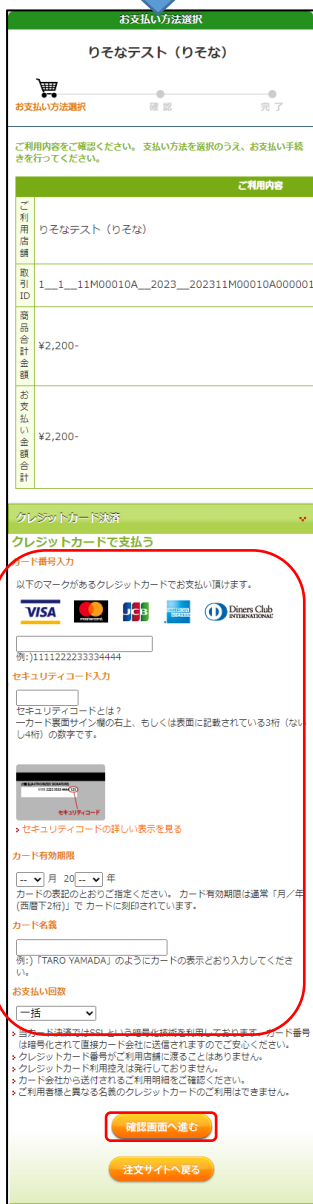 お支払い方法選択
りそなテスト（りそな）
お支払い方法選択
確 認
完 了
ご利用内容をご確認ください。 支払い方法を選択のうえ、お支払い手続
きを行ってください。
ご利用内容
ご利用店舗
りそなテスト（りそな）
取引ID
1__1__11M00010A__2023__202311M00010A000001
商品合計金額
¥2,200-
お支払い金額合計
¥2,200-
クレジットカード決済
クレジットカードで支払う
カード番号入力
以下のマークがあるクレジットカードでお支払い頂けます。
VISA mastercard JCB AMERICAN EXPRESS Diners Club
INTERNATIONAL
例:)1111222233334444
セキュリティコード入力
セキュリティコードとは？
―カード裏面サイン欄の右上、もしくは表面に記載されている3桁（ない
し4桁）の数字です。
セキュリティコード
セキュリティコードの詳しい表示を見る
カード有効期限
-- 月 20-- 年
カードの表記のとおりご指定ください。 カード有効期限は通常「月／年
(西暦下2桁)」で カードに刻印されています。
カード名義
例:)「TARO YAMADA」のようにカードの表示どおり入力してくださ
い。
お支払い回数
一括
当カード決済ではSSLという暗号化技術を利用しております。カード番号
は暗号化されて直接カード会社に送信されますのでご安心ください。
クレジットカード番号がご利用店舗に渡ることはありません。
クレジットカード利用控えは発行しておりません。
カード会社から送付されるご利用明細をご確認ください。
ご利用者様と異なる名義のクレジットカードのご利用はできません。
確認画面へ進む
注文サイトへ戻る